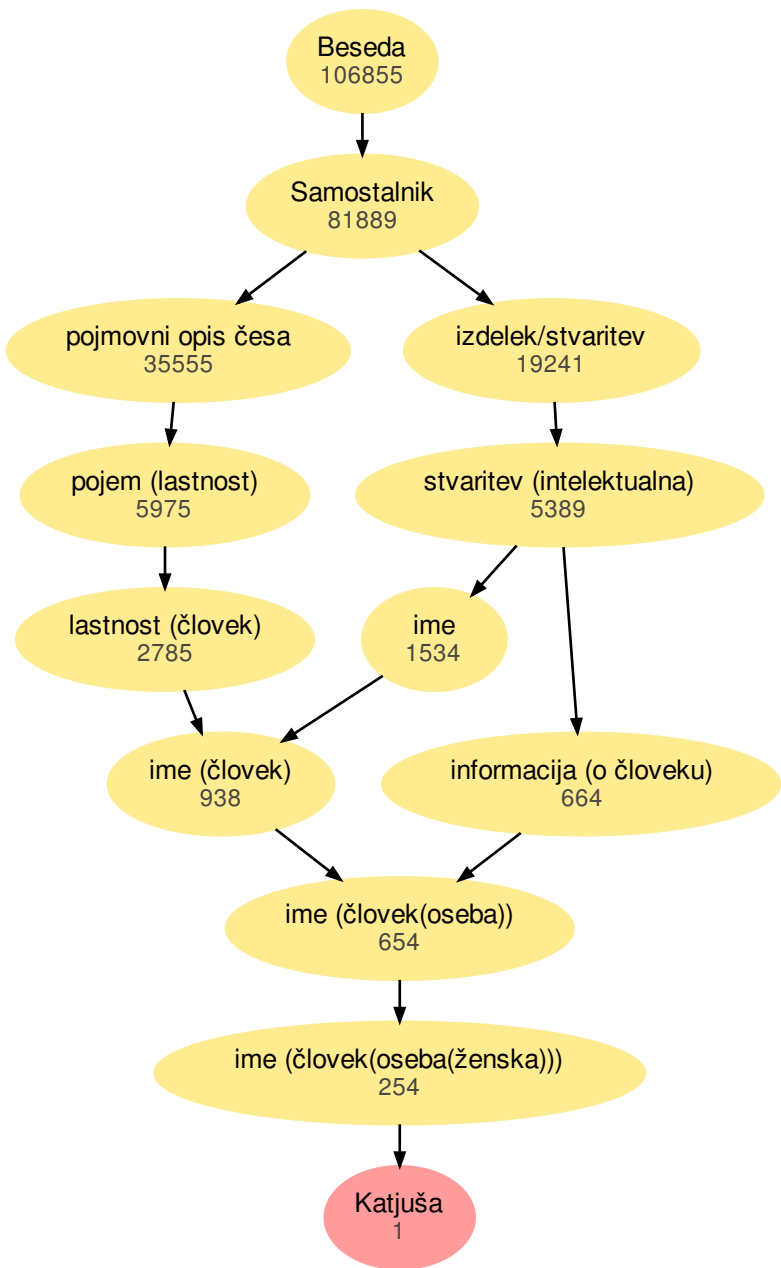 Beseda
106855
Samostalnik
81889
pojmovni opis česa
35555
izdelek/stvaritev
19241
pojem (lastnost)
5975
stvaritev (intelektualna)
5389
lastnost (človek)
2785
ime
1534
ime (človek)
938
informacija (o človeku)
664
ime (človek(oseba))
654
ime (človek(oseba(ženska)))
254
Katjuša
1